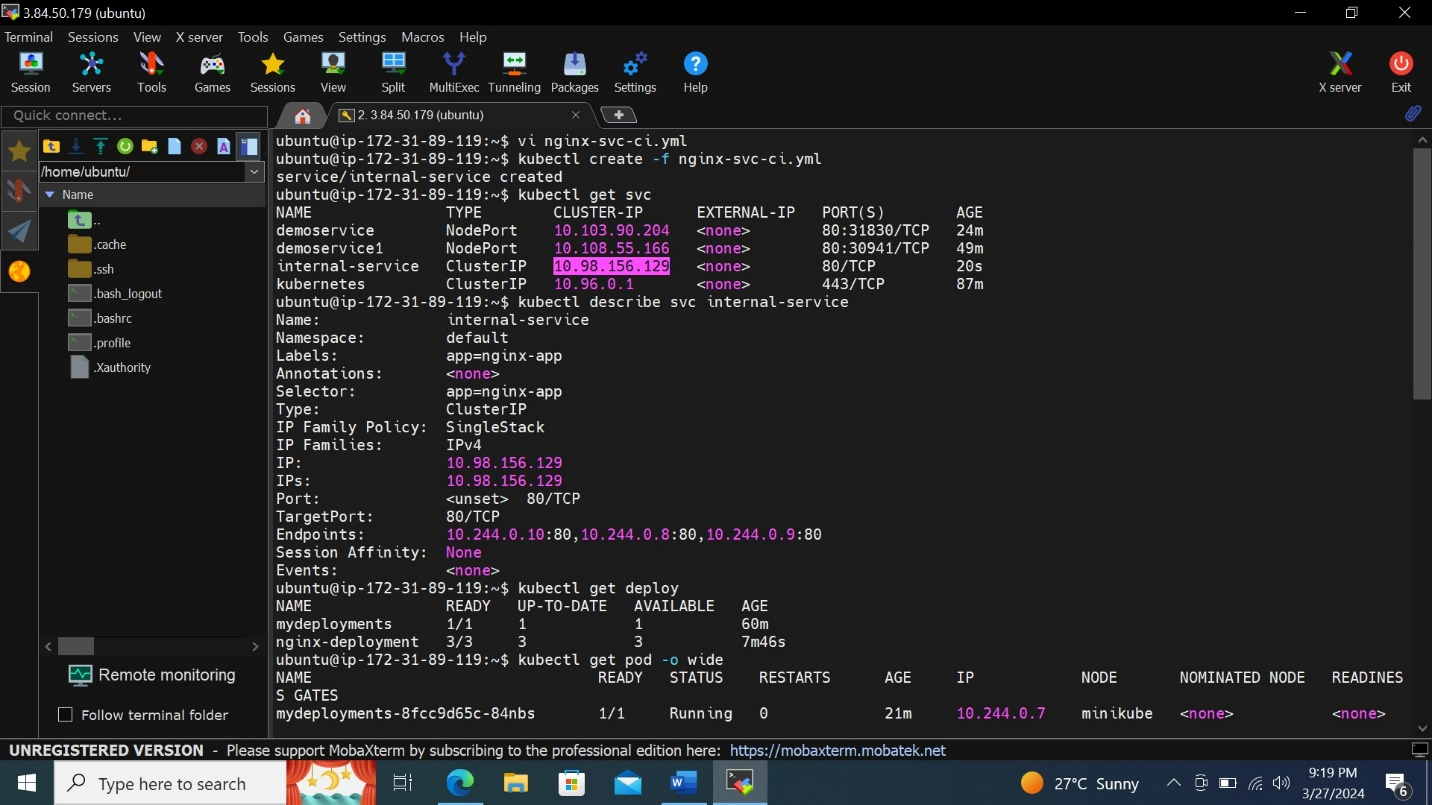 3.84.50.179 (ubuntu)
Terminal Sessions View X server Tools Games Settings Macros Help
Session Servers Tools Games Sessions View Split MultiExec Tunneling Packages Settings Help X server Exit
Quick connect...
2. 3.84.50.179 (ubuntu)
/home/ubuntu/
Name
..
.cache
.ssh
.bash_logout
.bashrc
.profile
.Xauthority
Remote monitoring
Follow terminal folder
ubuntu@ip-172-31-89-119:~$ vi nginx-svc-ci.yml
ubuntu@ip-172-31-89-119:~$ kubectl create -f nginx-svc-ci.yml
service/internal-service created
ubuntu@ip-172-31-89-119:~$ kubectl get svc
NAME TYPE CLUSTER-IP EXTERNAL-IP PORT(S) AGE
demoservice NodePort 10.103.90.204 <none> 80:31830/TCP 24m
demoservice1 NodePort 10.108.55.166 <none> 80:30941/TCP 49m
internal-service ClusterIP 10.98.156.129 <none> 80/TCP 20s
kubernetes ClusterIP 10.96.0.1 <none> 443/TCP 87m
ubuntu@ip-172-31-89-119:~$ kubectl describe svc internal-service
Name: internal-service
Namespace: default
Labels: app=nginx-app
Annotations: <none>
Selector: app=nginx-app
Type: ClusterIP
IP Family Policy: SingleStack
IP Families: IPv4
IP: 10.98.156.129
IPs: 10.98.156.129
Port: <unset> 80/TCP
TargetPort: 80/TCP
Endpoints: 10.244.0.10:80,10.244.0.8:80,10.244.0.9:80
Session Affinity: None
Events: <none>
ubuntu@ip-172-31-89-119:~$ kubectl get deploy
NAME READY UP-TO-DATE AVAILABLE AGE
mydeployments 1/1 1 1 60m
nginx-deployment 3/3 3 3 7m46s
ubuntu@ip-172-31-89-119:~$ kubectl get pod -o wide
NAME READY STATUS RESTARTS AGE IP NODE NOMINATED NODE READINES
S GATES
mydeployments-8fcc9d65c-84nbs 1/1 Running 0 21m 10.244.0.7 minikube <none> <none>
UNREGISTERED VERSION - Please support MobaXterm by subscribing to the professional edition here: https://mobaxterm.mobatek.net
Type here to search
27°C Sunny
9:19 PM
3/27/2024
6